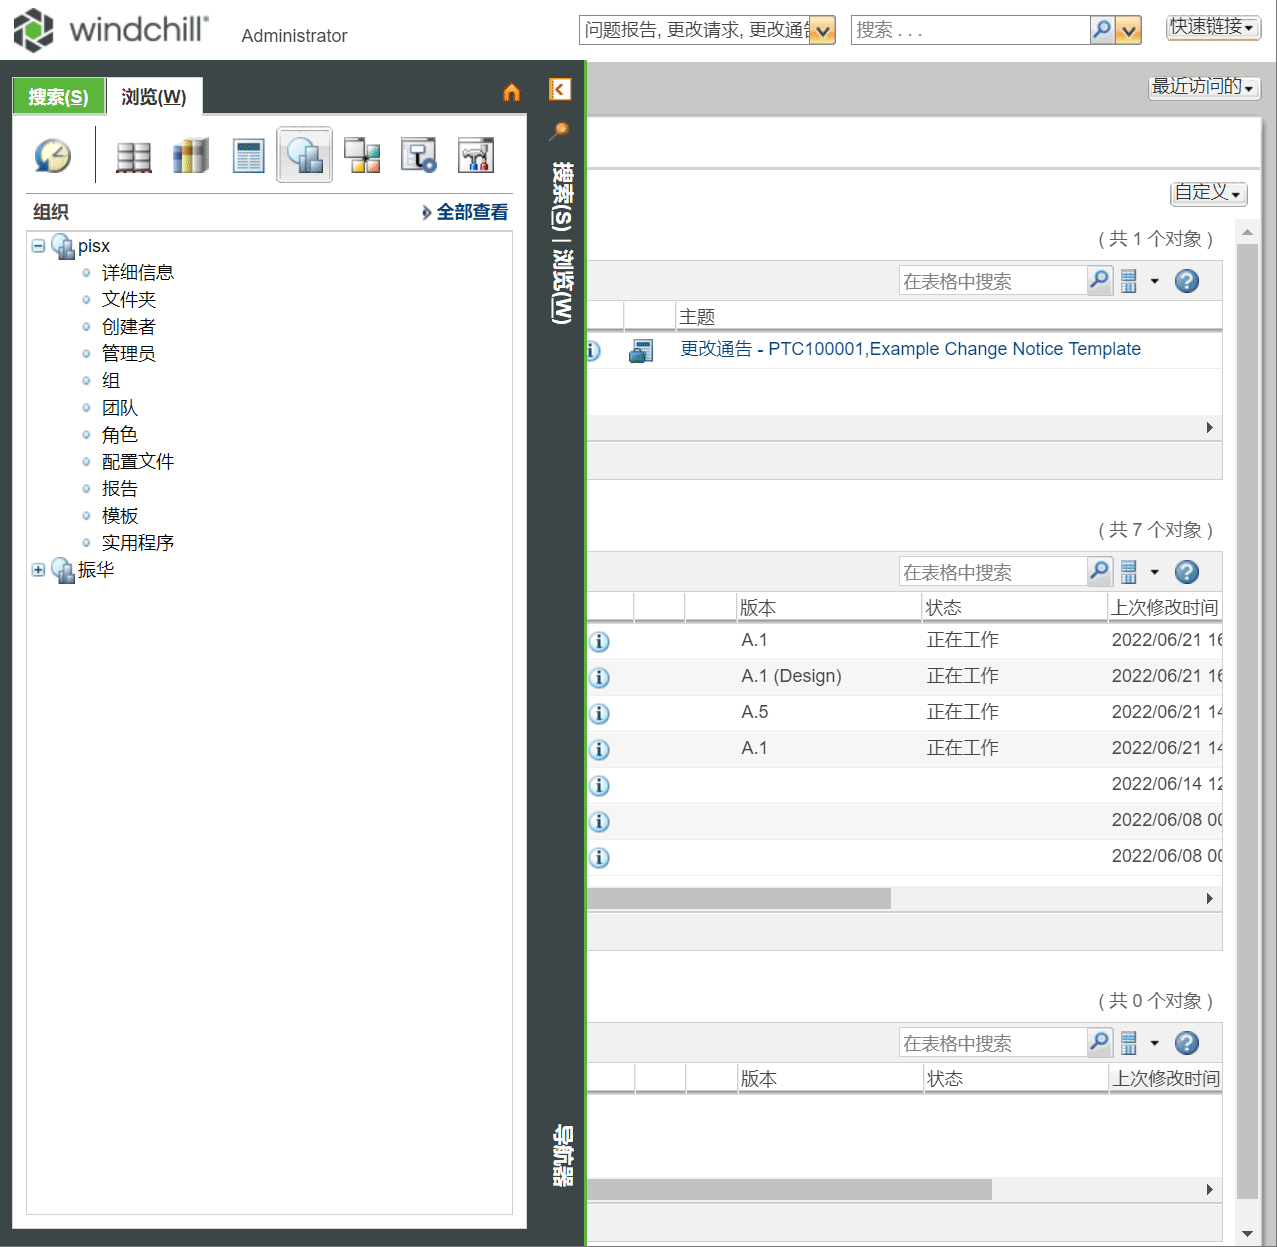 windchill
Administrator
问题报告, 更改请求, 更改通告
搜索 . . .
快速链接
最近访问的
搜索(S)
浏览(W)
搜索(S) | 浏览(W)
导航器
组织
全部查看
pisx
详细信息
文件夹
创建者
管理员
组
团队
角色
配置文件
报告
模板
实用程序
振华
自定义
( 共 1 个对象 )
在表格中搜索
主题
更改通告 - PTC100001,Example Change Notice Template
( 共 7 个对象 )
在表格中搜索
版本 状态 上次修改时间
A.1 正在工作 2022/06/21 16
A.1 (Design) 正在工作 2022/06/21 16
A.5 正在工作 2022/06/21 14
A.1 正在工作 2022/06/21 14
2022/06/14 12
2022/06/08 00
2022/06/08 00
( 共 0 个对象 )
在表格中搜索
版本 状态 上次修改时间